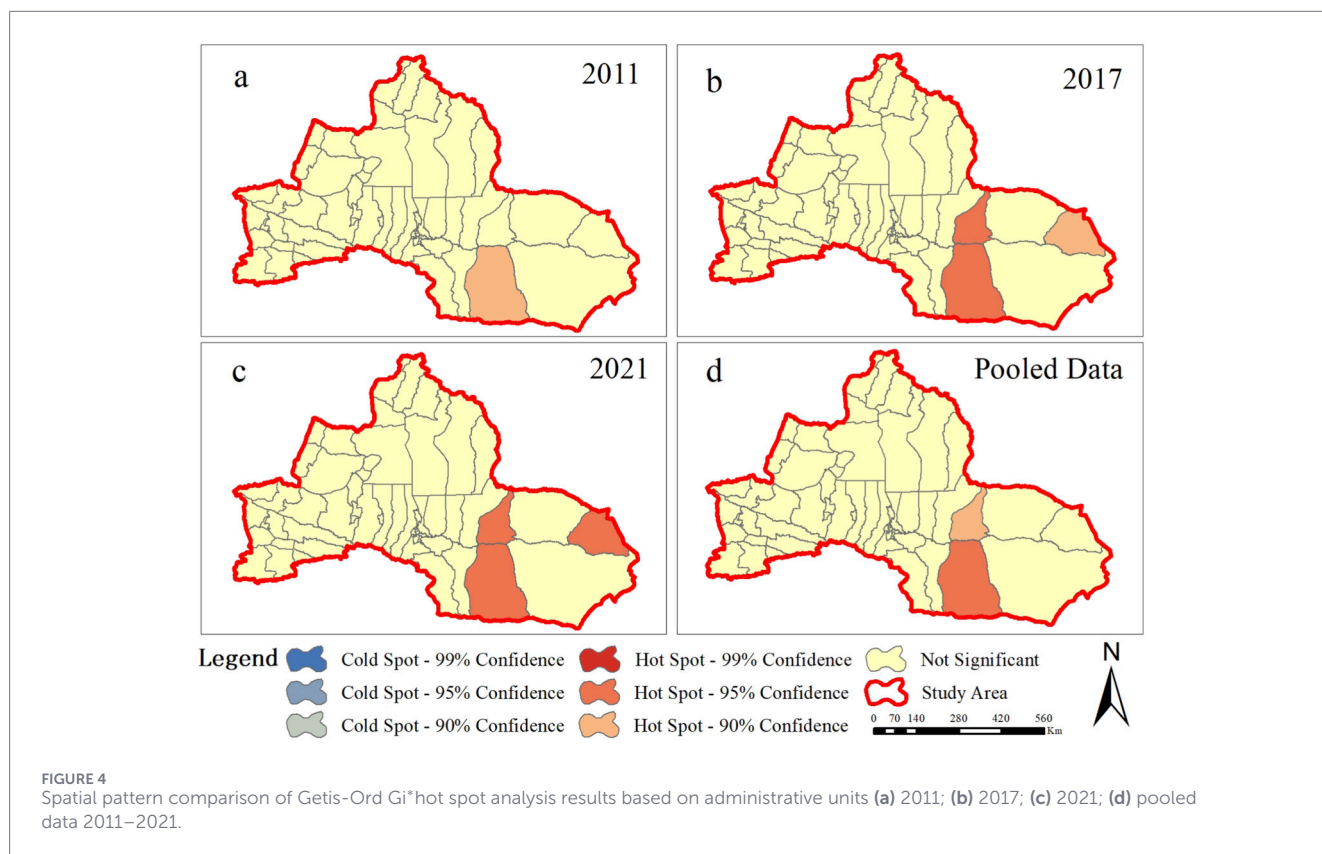 a 2011
b 2017
c 2021
d Pooled Data
Legend
Cold Spot - 99% Confidence
Cold Spot - 95% Confidence
Cold Spot - 90% Confidence
Hot Spot - 99% Confidence
Hot Spot - 95% Confidence
Hot Spot - 90% Confidence
Not Significant
Study Area
N
0 70 140 280 420 560
Km
FIGURE 4
Spatial pattern comparison of Getis-Ord Gi*hot spot analysis results based on administrative units (a) 2011; (b) 2017; (c) 2021; (d) pooled
data 2011–2021.